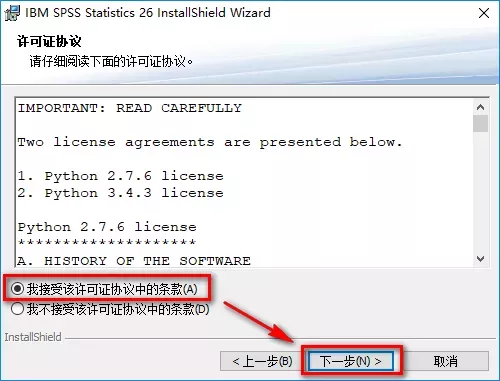 IBM SPSS Statistics 26 InstallShield Wizard
许可证协议
请仔细阅读下面的许可证协议。
IMPORTANT: READ CAREFULLY
Two license agreements are presented below.
1. Python 2.7.6 license
2. Python 3.4.3 license
Python 2.7.6 license
********************
A. HISTORY OF THE SOFTWARE
我接受该许可证协议中的条款(A)
我不接受该许可证协议中的条款(D)
InstallShield
< 上一步(B)
下一步(N) >
取消